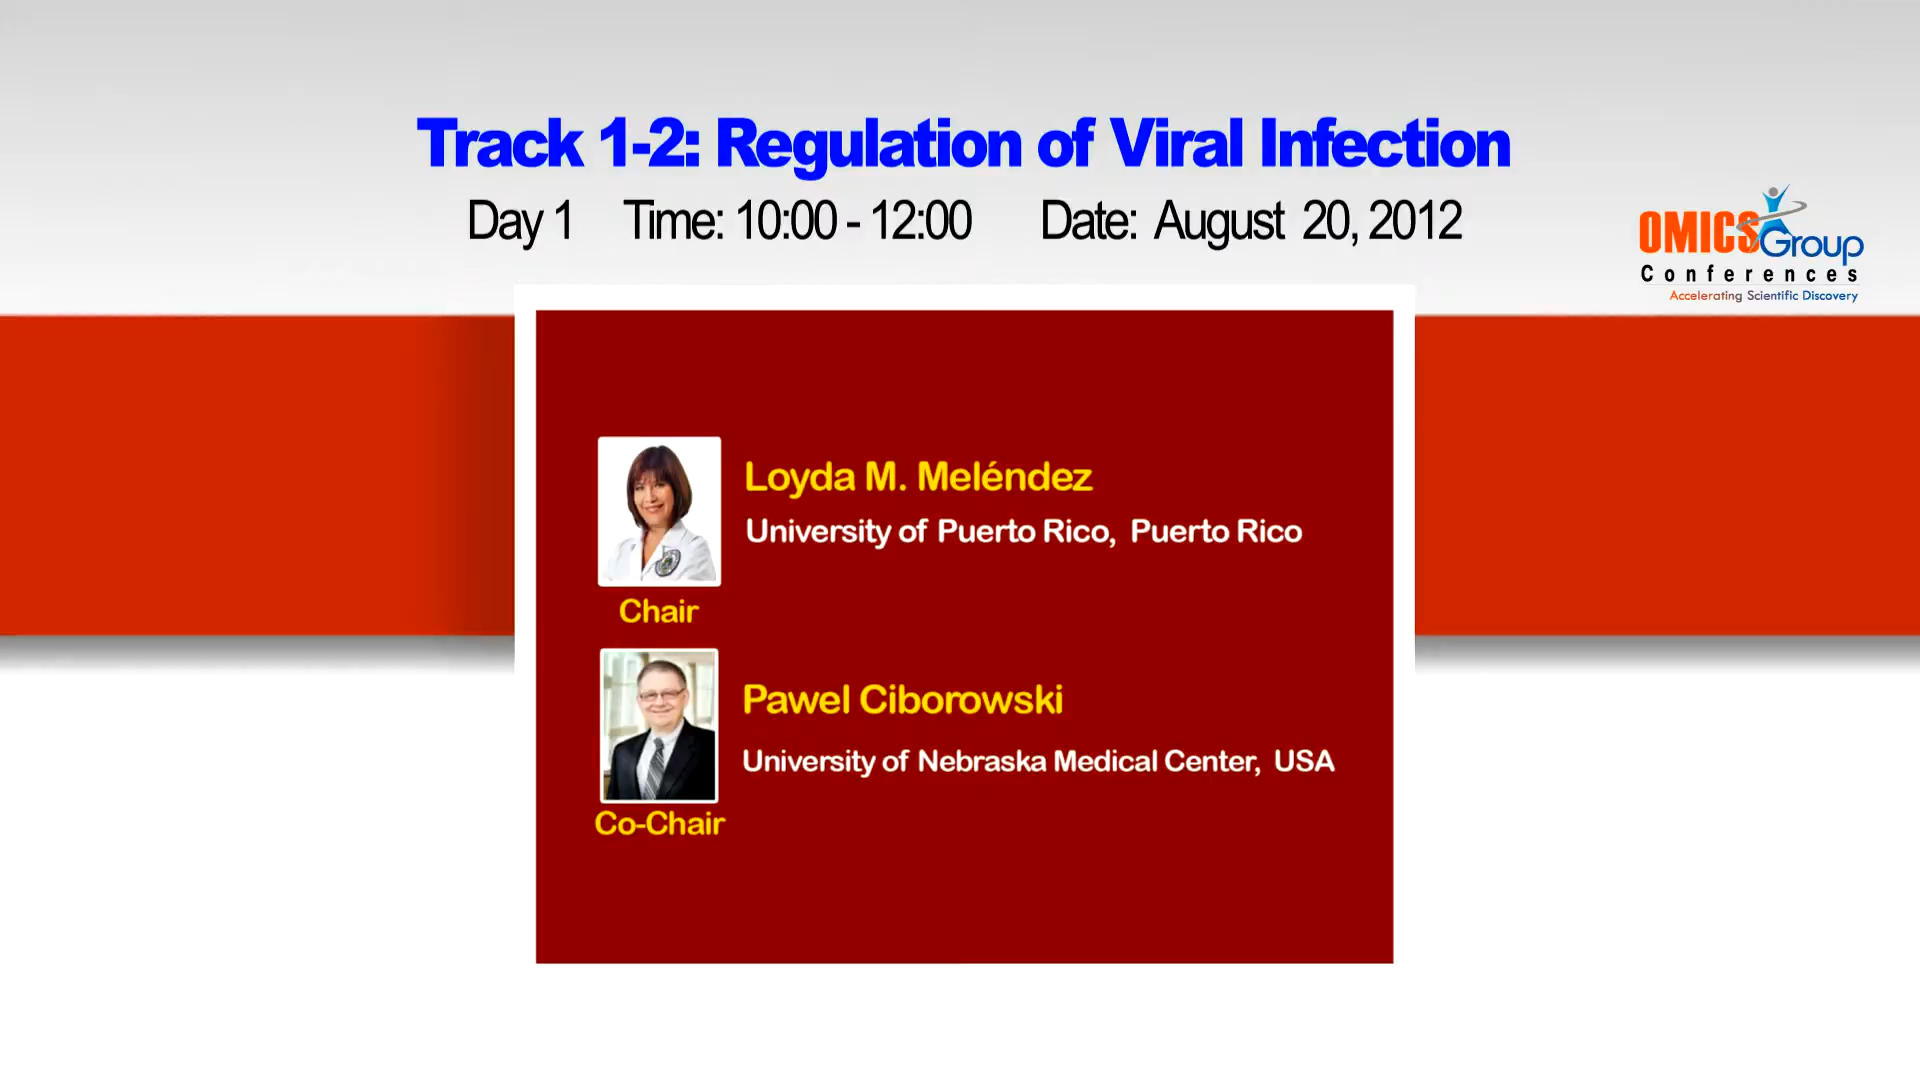 Track 1-2: Regulation of Viral Infection
Day 1 Time: 10:00 - 12:00 Date: August 20, 2012
OMICS Group
Conferences
Accelerating Scientific Discovery
Loyda M. Meléndez
University of Puerto Rico, Puerto Rico
Chair
Pawel Ciborowski
University of Nebraska Medical Center, USA
Co-Chair